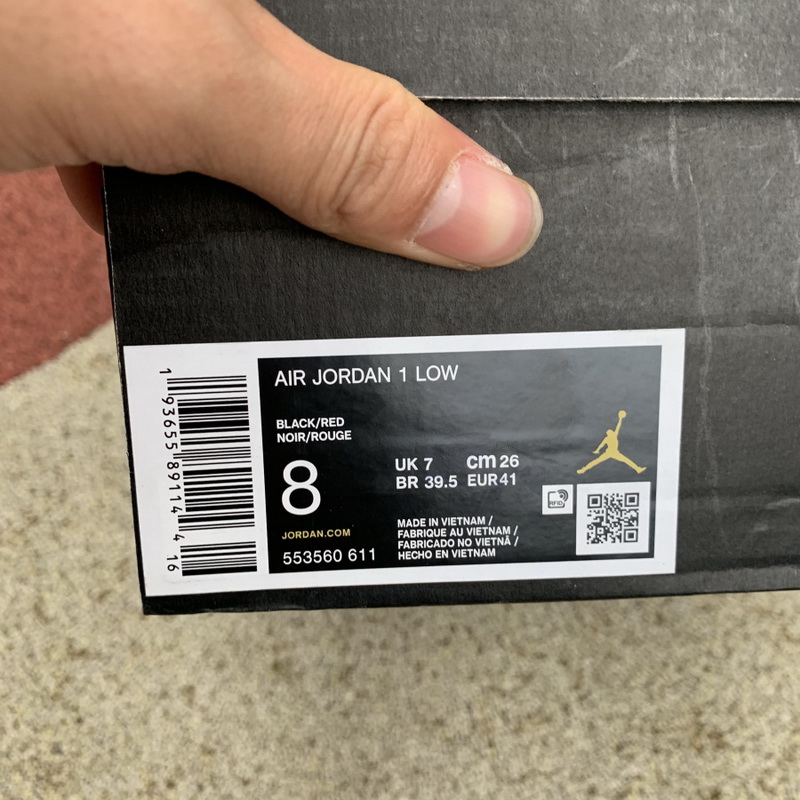 AIR JORDAN 1 LOW
BLACK/RED
NOIR/ROUGE
8
UK 7 cm 26
BR 39.5 EUR 41
JORDAN.COM
553560 611
MADE IN VIETNAM /
FABRIQUE AU VIETNAM /
FABRICADO NO VIETNÃ /
HECHO EN VIETNAM
RFID
1 93655 89114 4 16